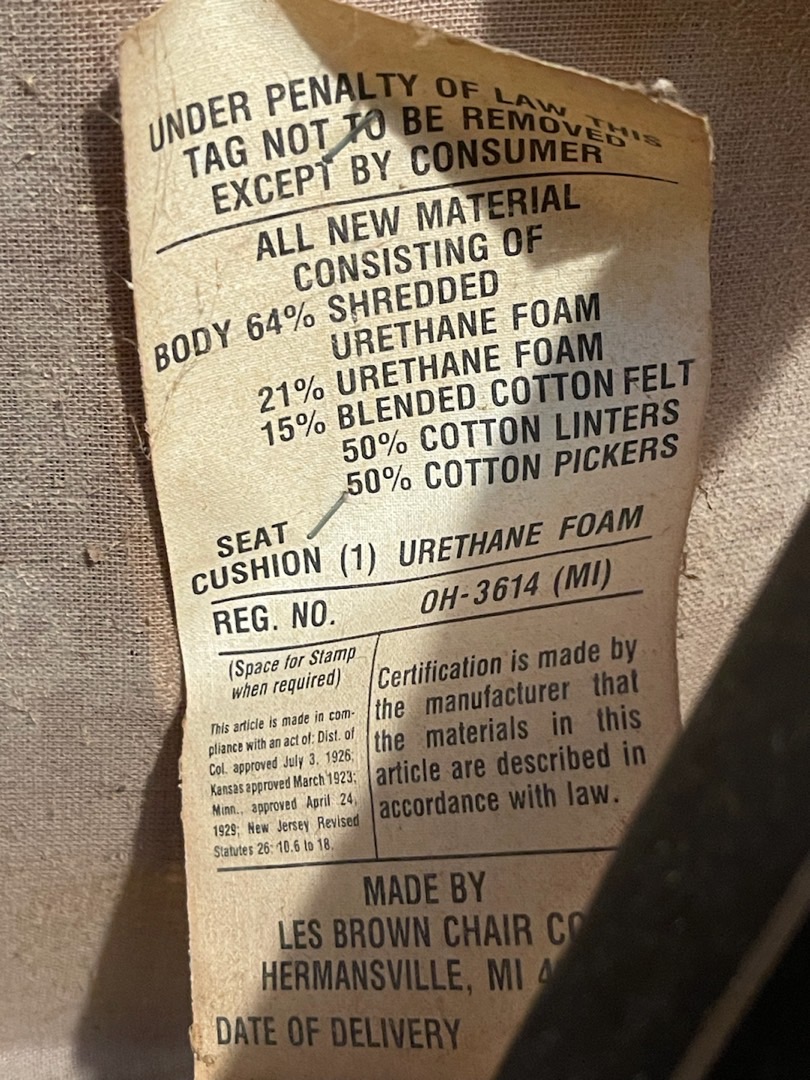 UNDER PENALTY OF LAW THIS
TAG NOT TO BE REMOVED
EXCEPT BY CONSUMER
ALL NEW MATERIAL
CONSISTING OF
BODY 64% SHREDDED
URETHANE FOAM
21% URETHANE FOAM
15% BLENDED COTTON FELT
50% COTTON LINTERS
50% COTTON PICKERS
SEAT
CUSHION (1) URETHANE FOAM
REG. NO. OH-3614 (MI)
(Space for Stamp
when required)
This article is made in com-
pliance with an act of: Dist. of
Col. approved July 3, 1926;
Kansas approved March 1923;
Minn., approved April 24,
1929; New Jersey Revised
Statutes 26: 10.6 to 18.
Certification is made by
the manufacturer that
the materials in this
article are described in
accordance with law.
MADE BY
LES BROWN CHAIR
HERMANSVILLE, MI
DATE OF DELIVERY